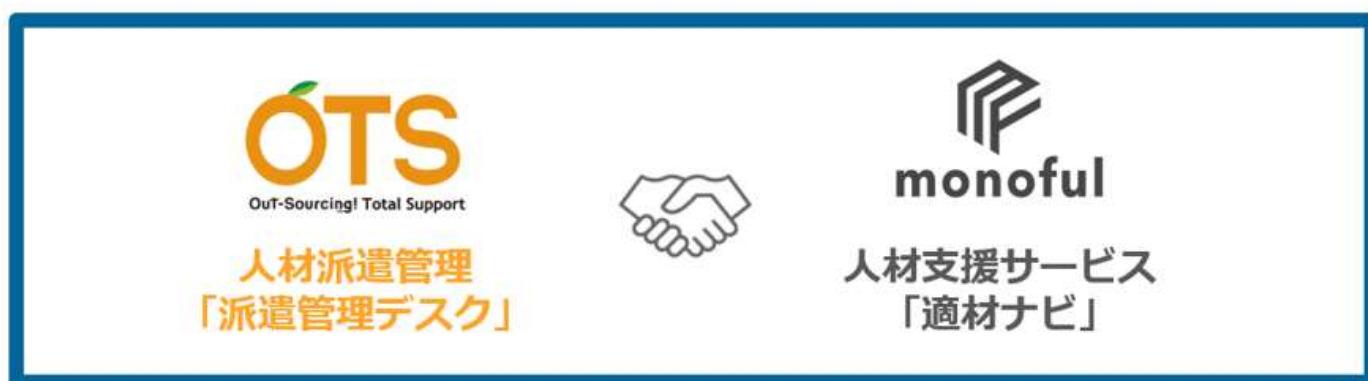 OTS
OuT-Sourcing! Total Support
人材派遣管理
「派遣管理デスク」
monoful
人材支援サービス
「適材ナビ」